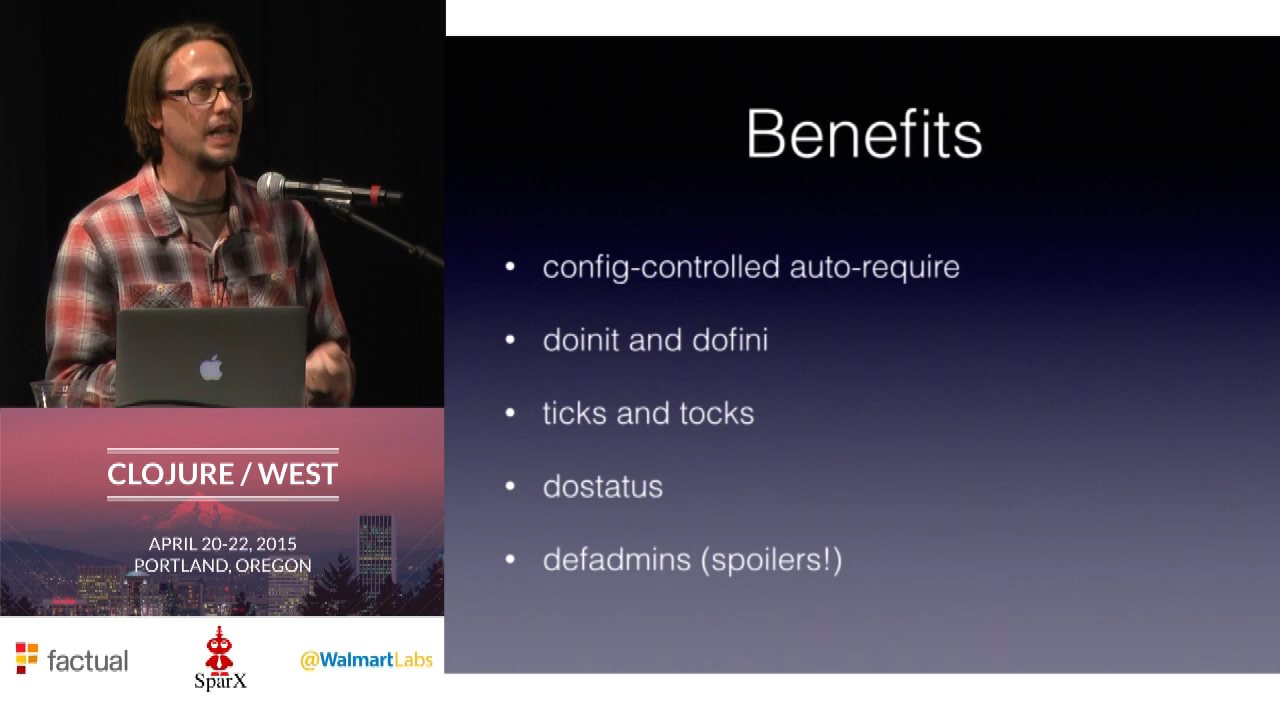 Benefits
• config-controlled auto-require
• doinit and dofini
• ticks and tocks
• dostatus
• defadmins (spoilers!)
CLOJURE / WEST
APRIL 20-22, 2015
PORTLAND, OREGON
factual
SparX
@WalmartLabs